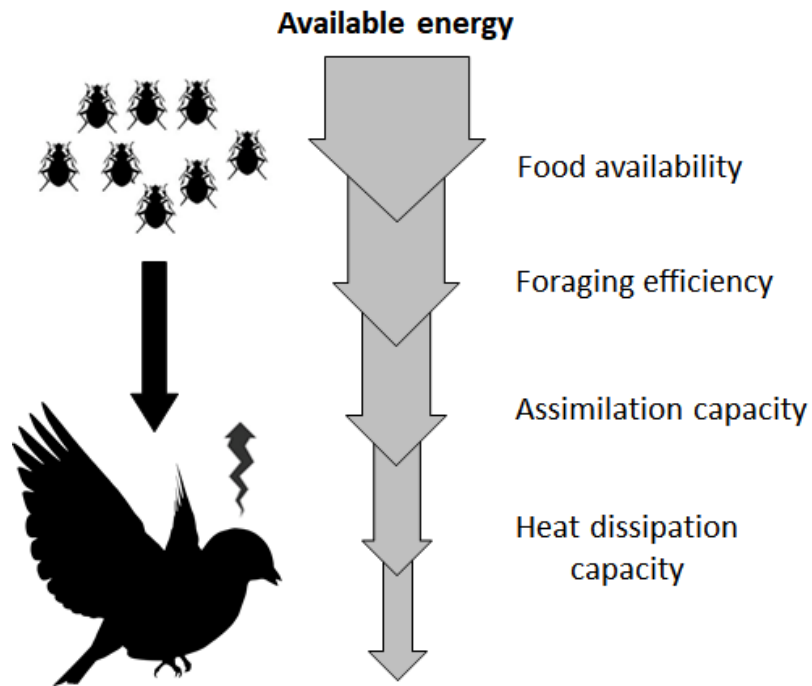 Available energy
Food availability
Foraging efficiency
Assimilation capacity
Heat dissipation
capacity